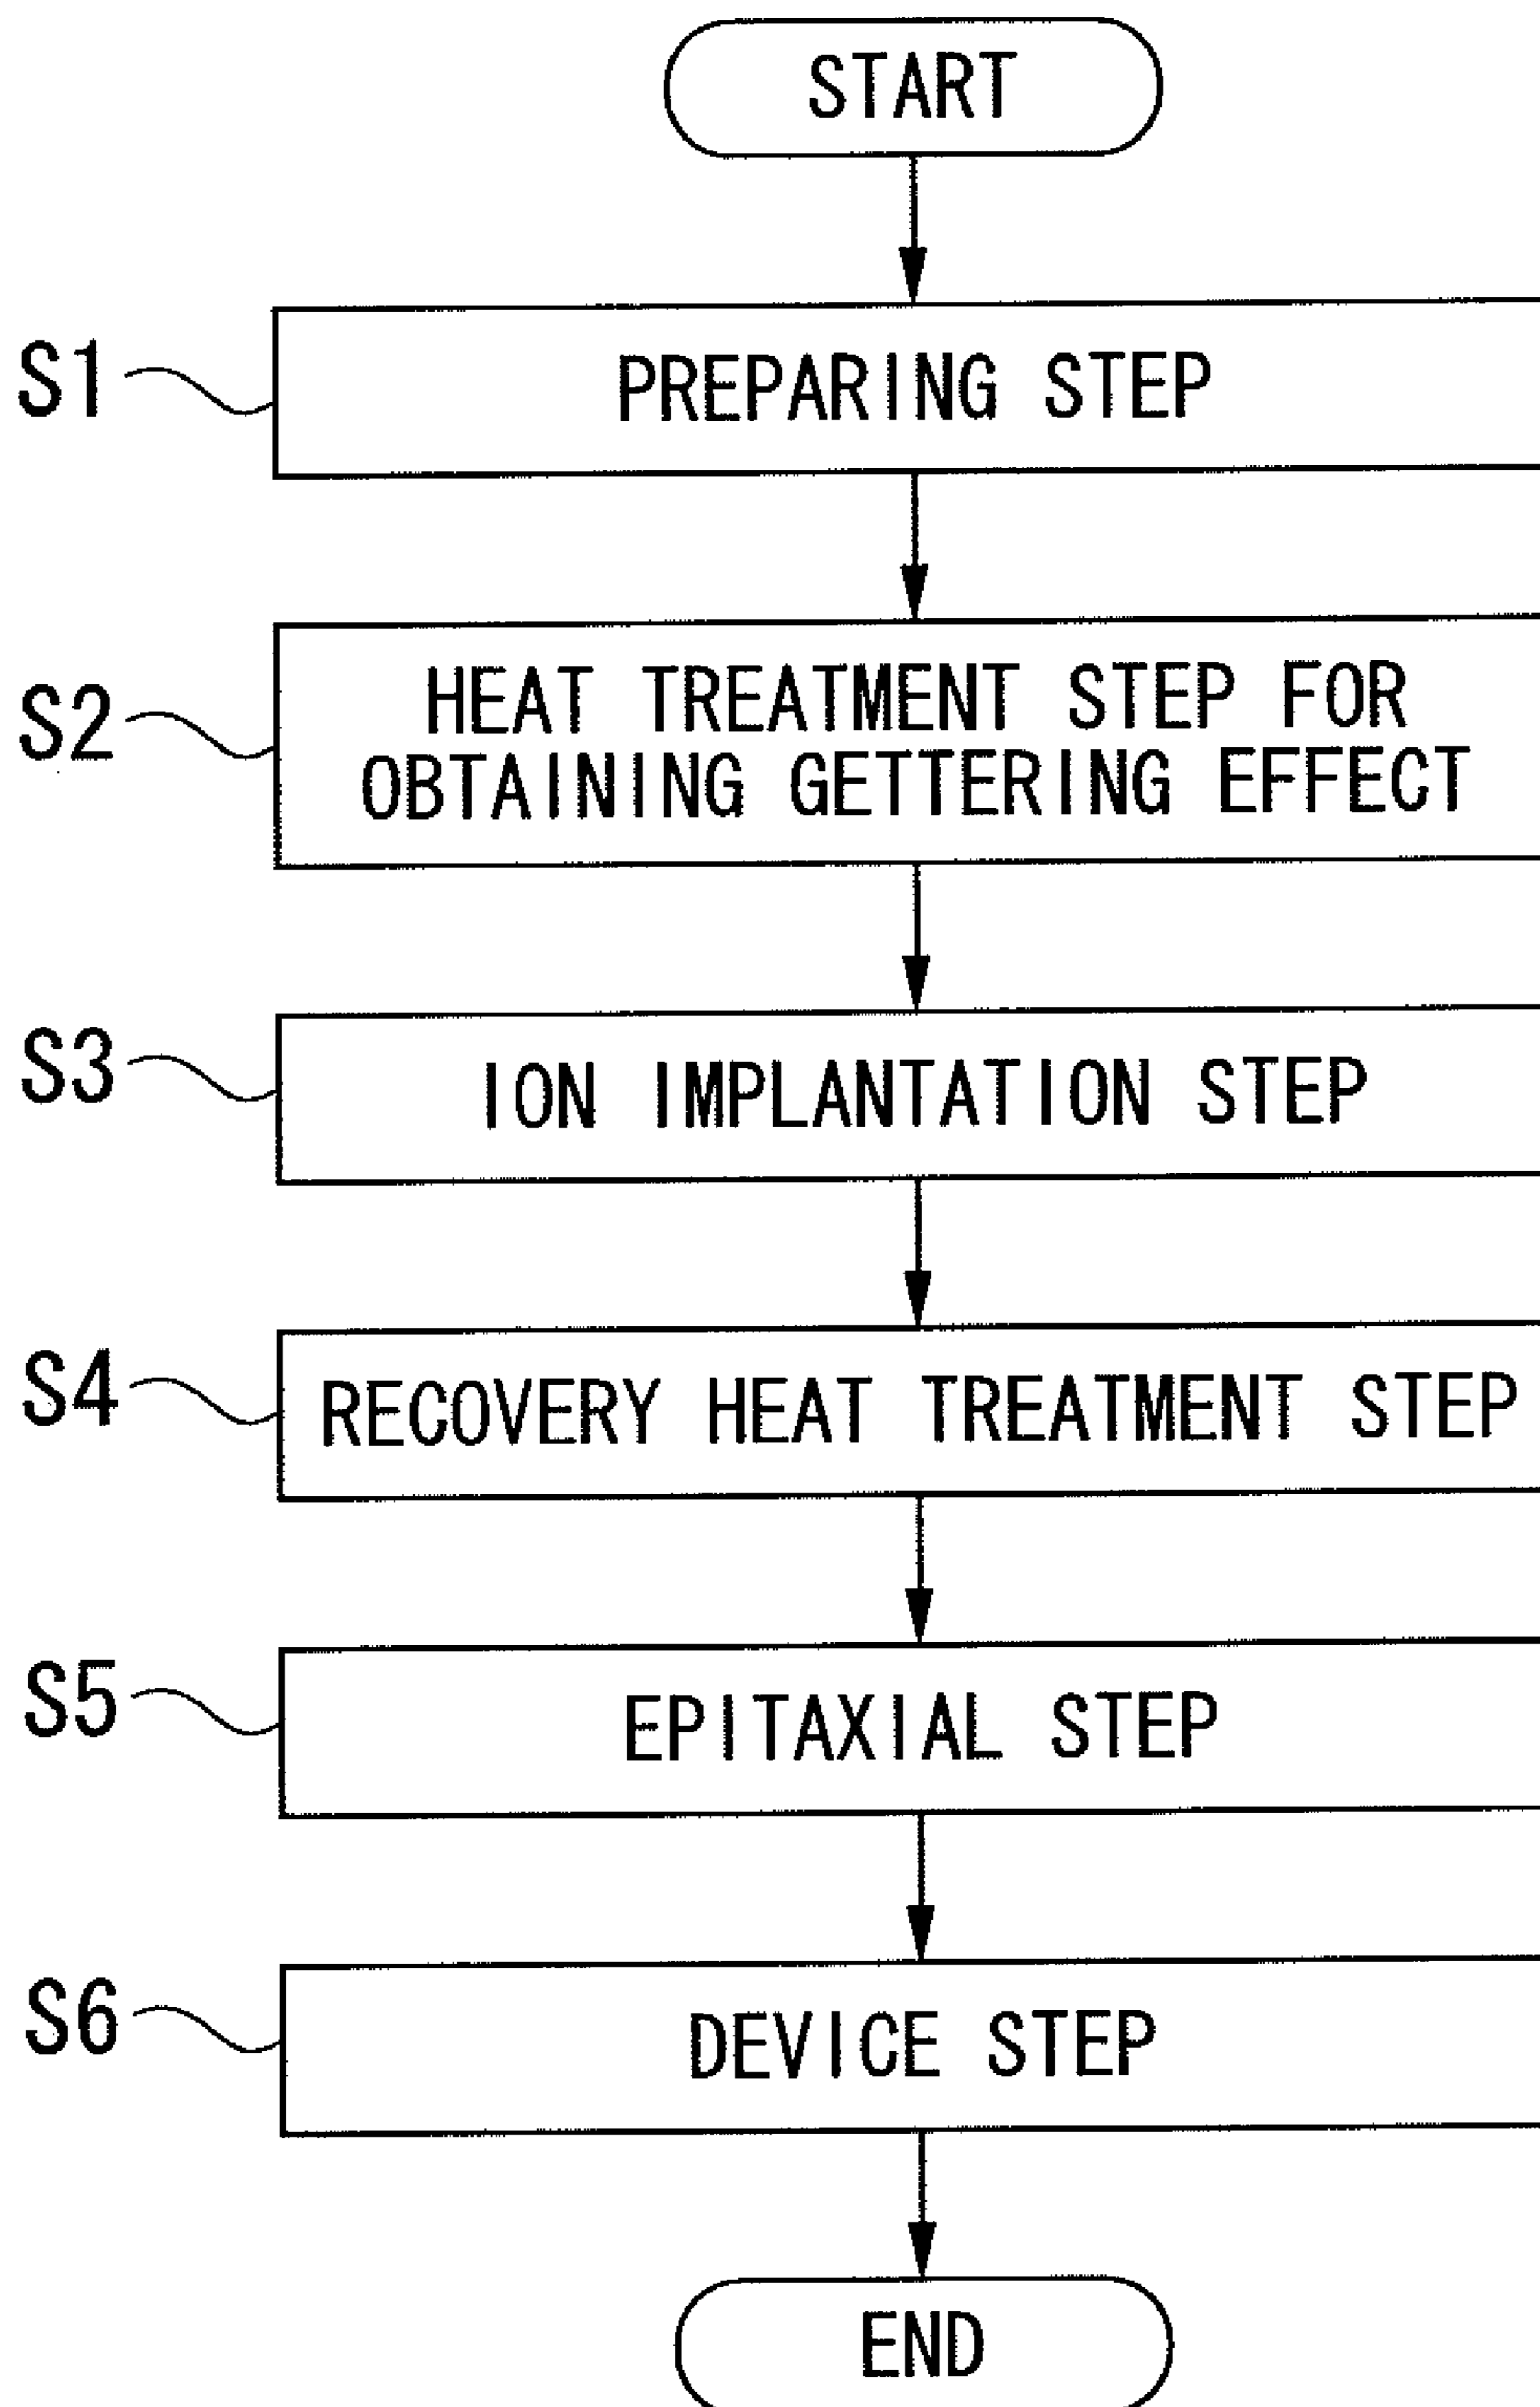 START
S1
PREPARING STEP
S2
HEAT TREATMENT STEP FOR
OBTAINING GETTERING EFFECT
S3
ION IMPLANTATION STEP
S4
RECOVERY HEAT TREATMENT STEP
S5
EPITAXIAL STEP
S6
DEVICE STEP
END